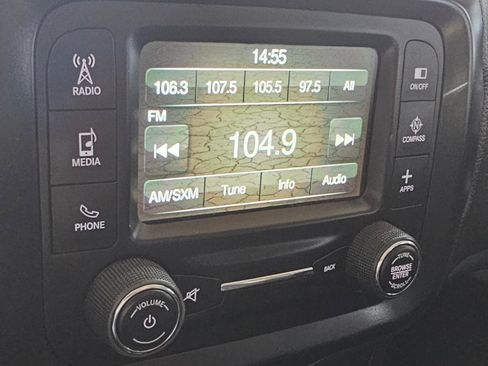 14:55
106.3 107.5 105.5 97.5 All
FM
104.9
AM/SXM Tune Info Audio
RADIO
MEDIA
PHONE
ON/OFF
COMPASS
APPS
VOLUME
BACK
TUNE
BROWSE
ENTER
SCROLL